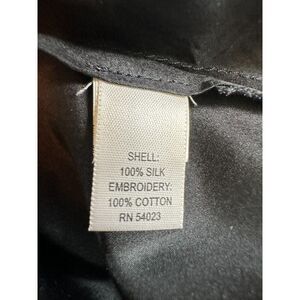 SHELL:
100% SILK
EMBROIDERY:
100% COTTON
RN 54023